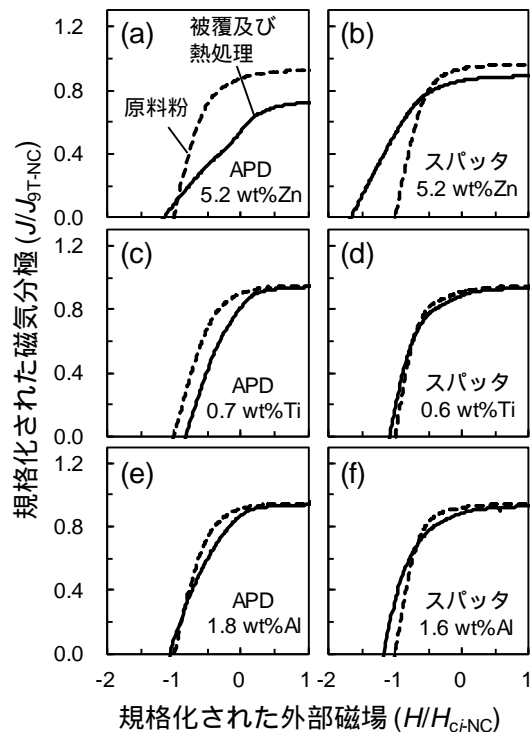 (a)
被覆及び
熱処理
原料粉
APD
5.2 wt%Zn
(b)
スパッタ
5.2 wt%Zn
1.2
0.8
0.4
0.0
(c)
APD
0.7 wt%Ti
(d)
スパッタ
0.6 wt%Ti
1.2
0.8
0.4
0.0
(e)
APD
1.8 wt%Al
(f)
スパッタ
1.6 wt%Al
1.2
0.8
0.4
0.0
-2 -1 0 1 -2 -1 0 1
規格化された磁気分極 (J/J9T-NC)
規格化された外部磁場 (H/Hci-NC)